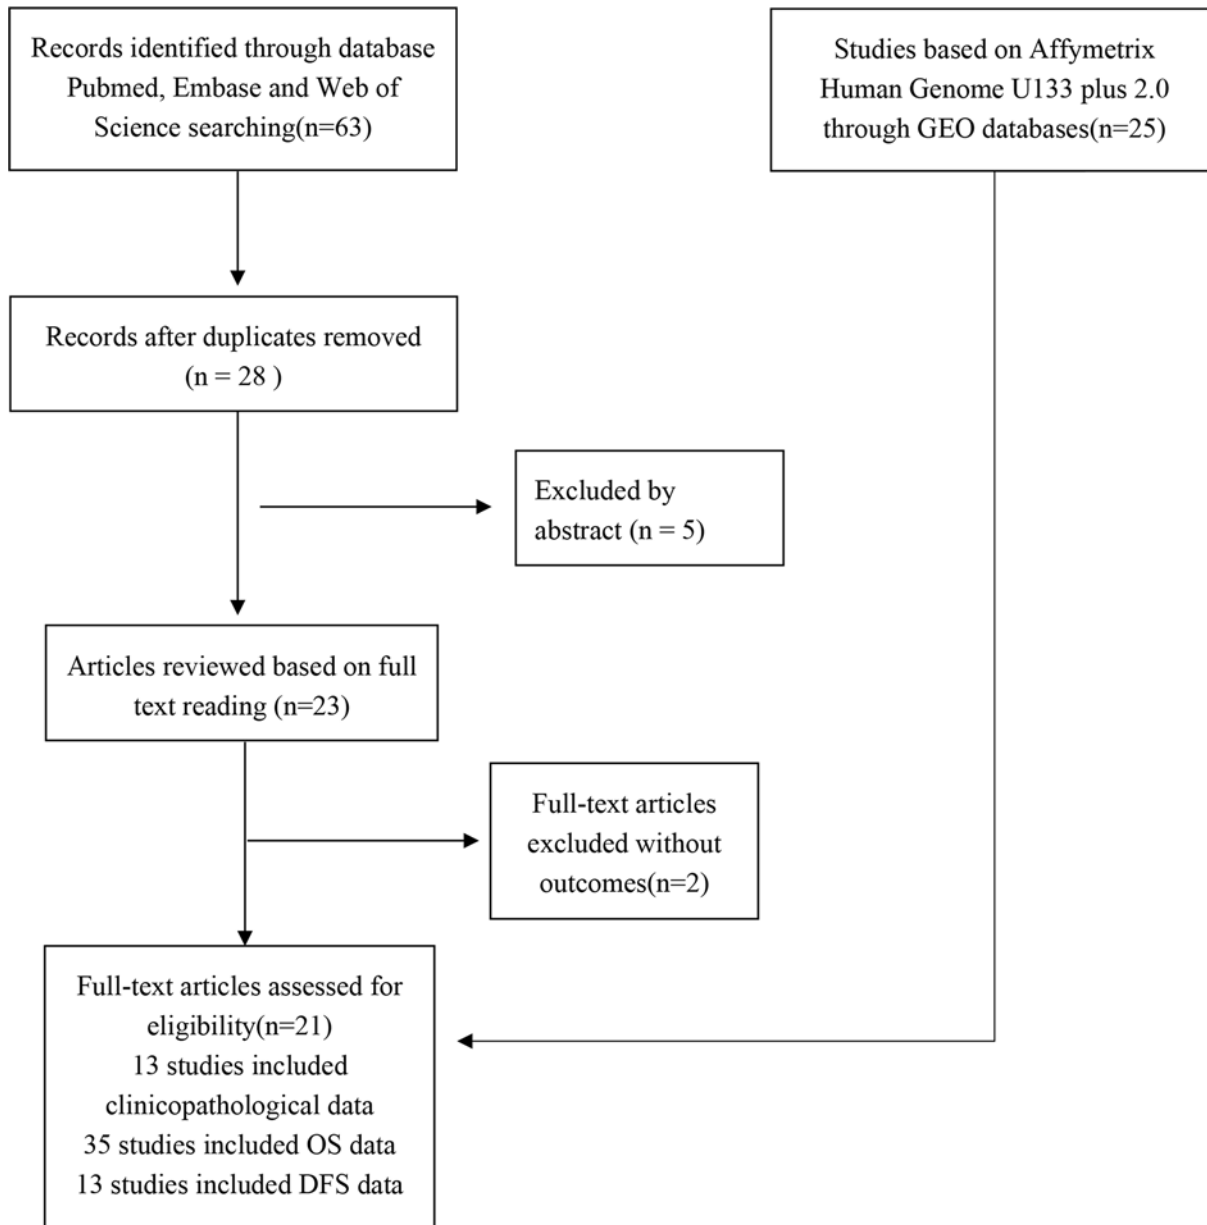 Records identified through database
Pubmed, Embase and Web of
Science searching(n=63)
Studies based on Affymetrix
Human Genome U133 plus 2.0
through GEO databases(n=25)
Records after duplicates removed
(n = 28 )
Excluded by
abstract (n = 5)
Articles reviewed based on full
text reading (n=23)
Full-text articles
excluded without
outcomes(n=2)
Full-text articles assessed for
eligibility(n=21)
13 studies included
clinicopathological data
35 studies included OS data
13 studies included DFS data